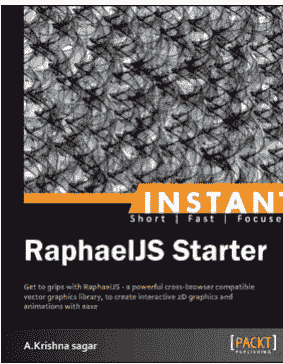 INSTANT
Short | Fast | Focuse
RaphaelJS Starter
Get to grips with RaphaelJS - a powerful cross-browser compatible
vector graphics library, to create interactive 2D graphics and
animations with ease
A.Krishna sagar
[PACKT]
PUBLISHING